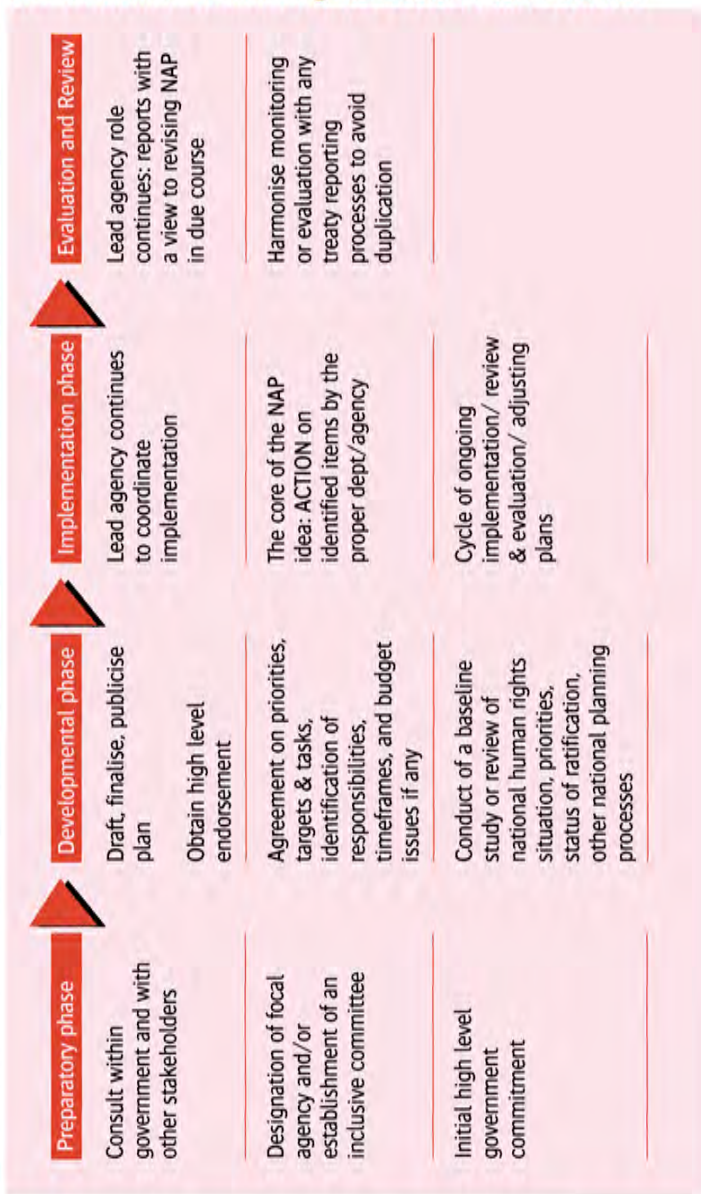 Preparatory phase
Consult within
government and with
other stakeholders
Designation of focal
agency and/or
establishment of an
inclusive committee
Initial high level
government
commitment
Developmental phase
Draft, finalise, publicise
plan
Obtain high level
endorsement
Agreement on priorities,
targets & tasks,
identification of
responsibilities,
timeframes, and budget
issues if any
Conduct of a baseline
study or review of
national human rights
situation, priorities,
status of ratification,
other national planning
processes
Implementation phase
Lead agency continues
to coordinate
implementation
The core of the NAP
idea: ACTION on
identified items by the
proper dept/agency
Cycle of ongoing
implementation/ review
& evaluation/ adjusting
plans
Evaluation and Review
Lead agency role
continues: reports with
a view to revising NAP
in due course
Harmonise monitoring
or evaluation with any
treaty reporting
processes to avoid
duplication